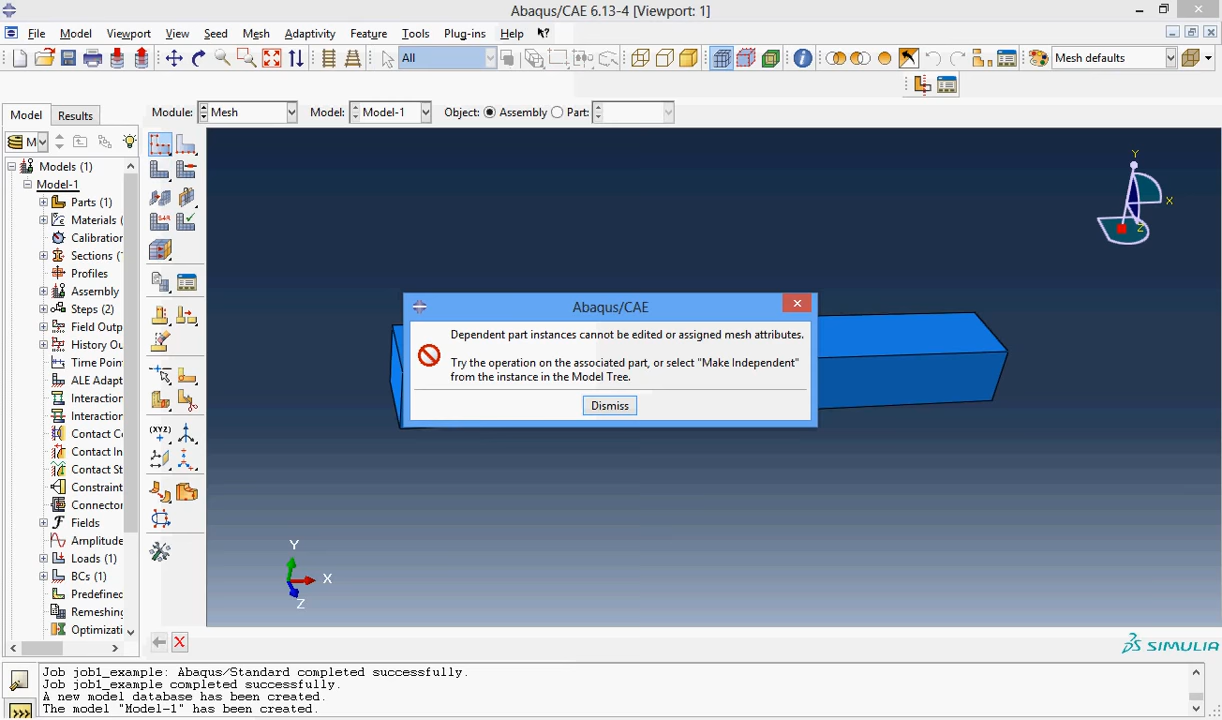 Abaqus/CAE 6.13-4 [Viewport: 1]
File Model Viewport View Seed Mesh Adaptivity Feature Tools Plug-ins Help
All
Mesh defaults
Model Results
Module: Mesh Model: Model-1 Object: Assembly Part:
M
Models (1)
Model-1
Parts (1)
Materials (
Calibration
Sections (
Profiles
Assembly
Steps (2)
Field Outp
History Ou
Time Point
ALE Adapt
Interaction
Interaction
Contact Co
Contact In
Contact St
Constraint
Connector
Fields
Amplitude
Loads (1)
BCs (1)
Predefined
Remeshing
Optimizati
(XYZ)
Y
X
Z
Abaqus/CAE
Dependent part instances cannot be edited or assigned mesh attributes.
Try the operation on the associated part, or select "Make Independent"
from the instance in the Model Tree.
Dismiss
Y
X
Z
SIMULIA
Job job1_example: Abaqus/Standard completed successfully.
Job job1_example completed successfully.
A new model database has been created.
The model "Model-1" has been created.
>>>